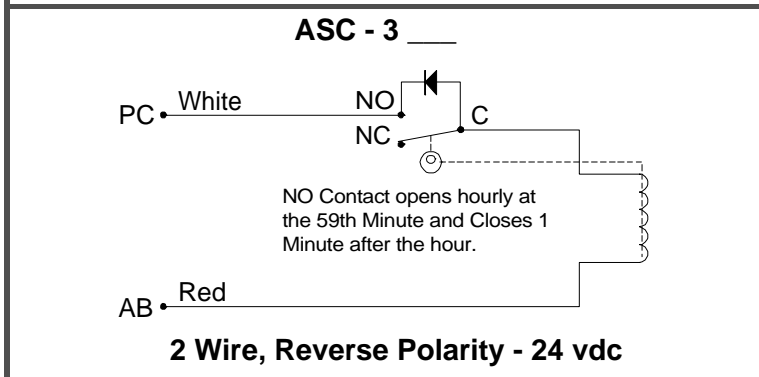 ASC - 3 ___
White
PC
NO
C
NC
NO Contact opens hourly at
the 59th Minute and Closes 1
Minute after the hour.
Red
AB
2 Wire, Reverse Polarity - 24 vdc